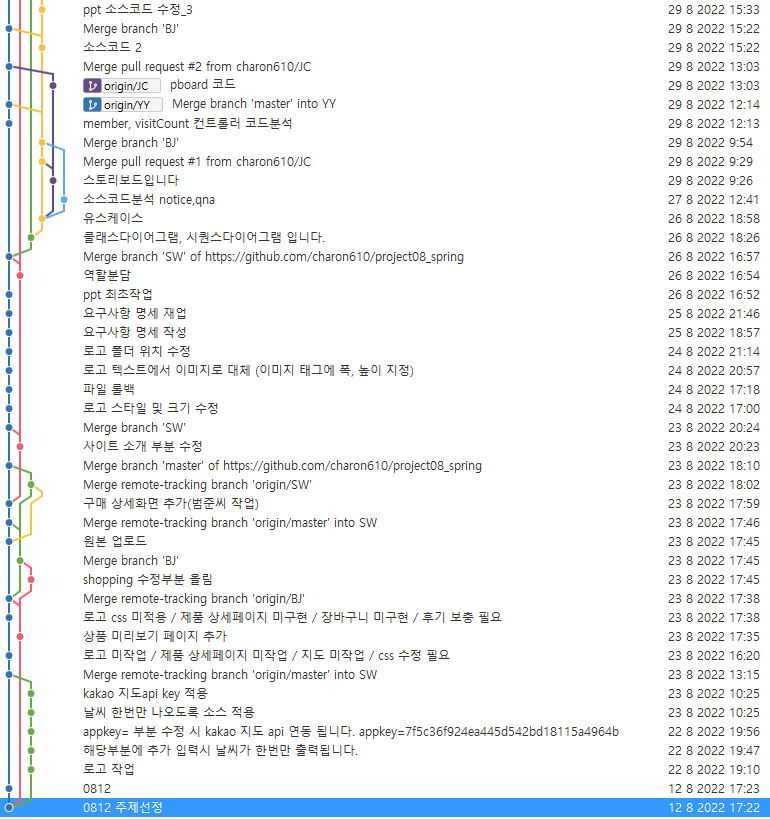 ppt 소스코드 수정_3 29 8 2022 15:33
Merge branch 'BJ' 29 8 2022 15:22
소스코드 2 29 8 2022 15:22
Merge pull request #2 from charon610/JC 29 8 2022 13:03
origin/JC pboard 코드 29 8 2022 13:03
origin/YY Merge branch 'master' into YY 29 8 2022 12:14
member, visitCount 컨트롤러 코드분석 29 8 2022 12:13
Merge branch 'BJ' 29 8 2022 9:54
Merge pull request #1 from charon610/JC 29 8 2022 9:29
스토리보드입니다 29 8 2022 9:26
소스코드분석 notice,qna 27 8 2022 12:41
유스케이스 26 8 2022 18:58
클래스다이어그램, 시퀀스다이어그램 입니다. 26 8 2022 18:26
Merge branch 'SW' of https://github.com/charon610/project08_spring 26 8 2022 16:57
역할분담 26 8 2022 16:54
ppt 최초작업 26 8 2022 16:52
요구사항 명세 재업 25 8 2022 21:46
요구사항 명세 작성 25 8 2022 18:57
로고 폴더 위치 수정 24 8 2022 21:14
로고 텍스트에서 이미지로 대체 (이미지 태그에 폭, 높이 지정) 24 8 2022 20:57
파일 롤백 24 8 2022 17:18
로고 스타일 및 크기 수정 24 8 2022 17:00
Merge branch 'SW' 23 8 2022 20:24
사이트 소개 부분 수정 23 8 2022 20:23
Merge branch 'master' of https://github.com/charon610/project08_spring 23 8 2022 18:10
Merge remote-tracking branch 'origin/SW' 23 8 2022 18:02
구매 상세화면 추가(범준씨 작업) 23 8 2022 17:59
Merge remote-tracking branch 'origin/master' into SW 23 8 2022 17:46
원본 업로드 23 8 2022 17:45
Merge branch 'BJ' 23 8 2022 17:45
shopping 수정부분 올림 23 8 2022 17:45
Merge remote-tracking branch 'origin/BJ' 23 8 2022 17:38
로고 css 미적용 / 제품 상세페이지 미구현 / 장바구니 미구현 / 후기 보충 필요 23 8 2022 17:38
상품 미리보기 페이지 추가 23 8 2022 17:35
로고 미작업 / 제품 상세페이지 미작업 / 지도 미작업 / css 수정 필요 23 8 2022 16:20
Merge remote-tracking branch 'origin/master' into SW 23 8 2022 13:15
kakao 지도api key 적용 23 8 2022 10:25
날씨 한번만 나오도록 소스 적용 23 8 2022 10:25
appkey= 부분 수정 시 kakao 지도 api 연동 됩니다. appkey=7f5c36f924ea445d542bd18115a4964b 22 8 2022 19:56
해당부분에 추가 입력시 날씨가 한번만 출력됩니다. 22 8 2022 19:47
로고 작업 22 8 2022 19:10
0812 12 8 2022 17:23
0812 주제선정 12 8 2022 17:22